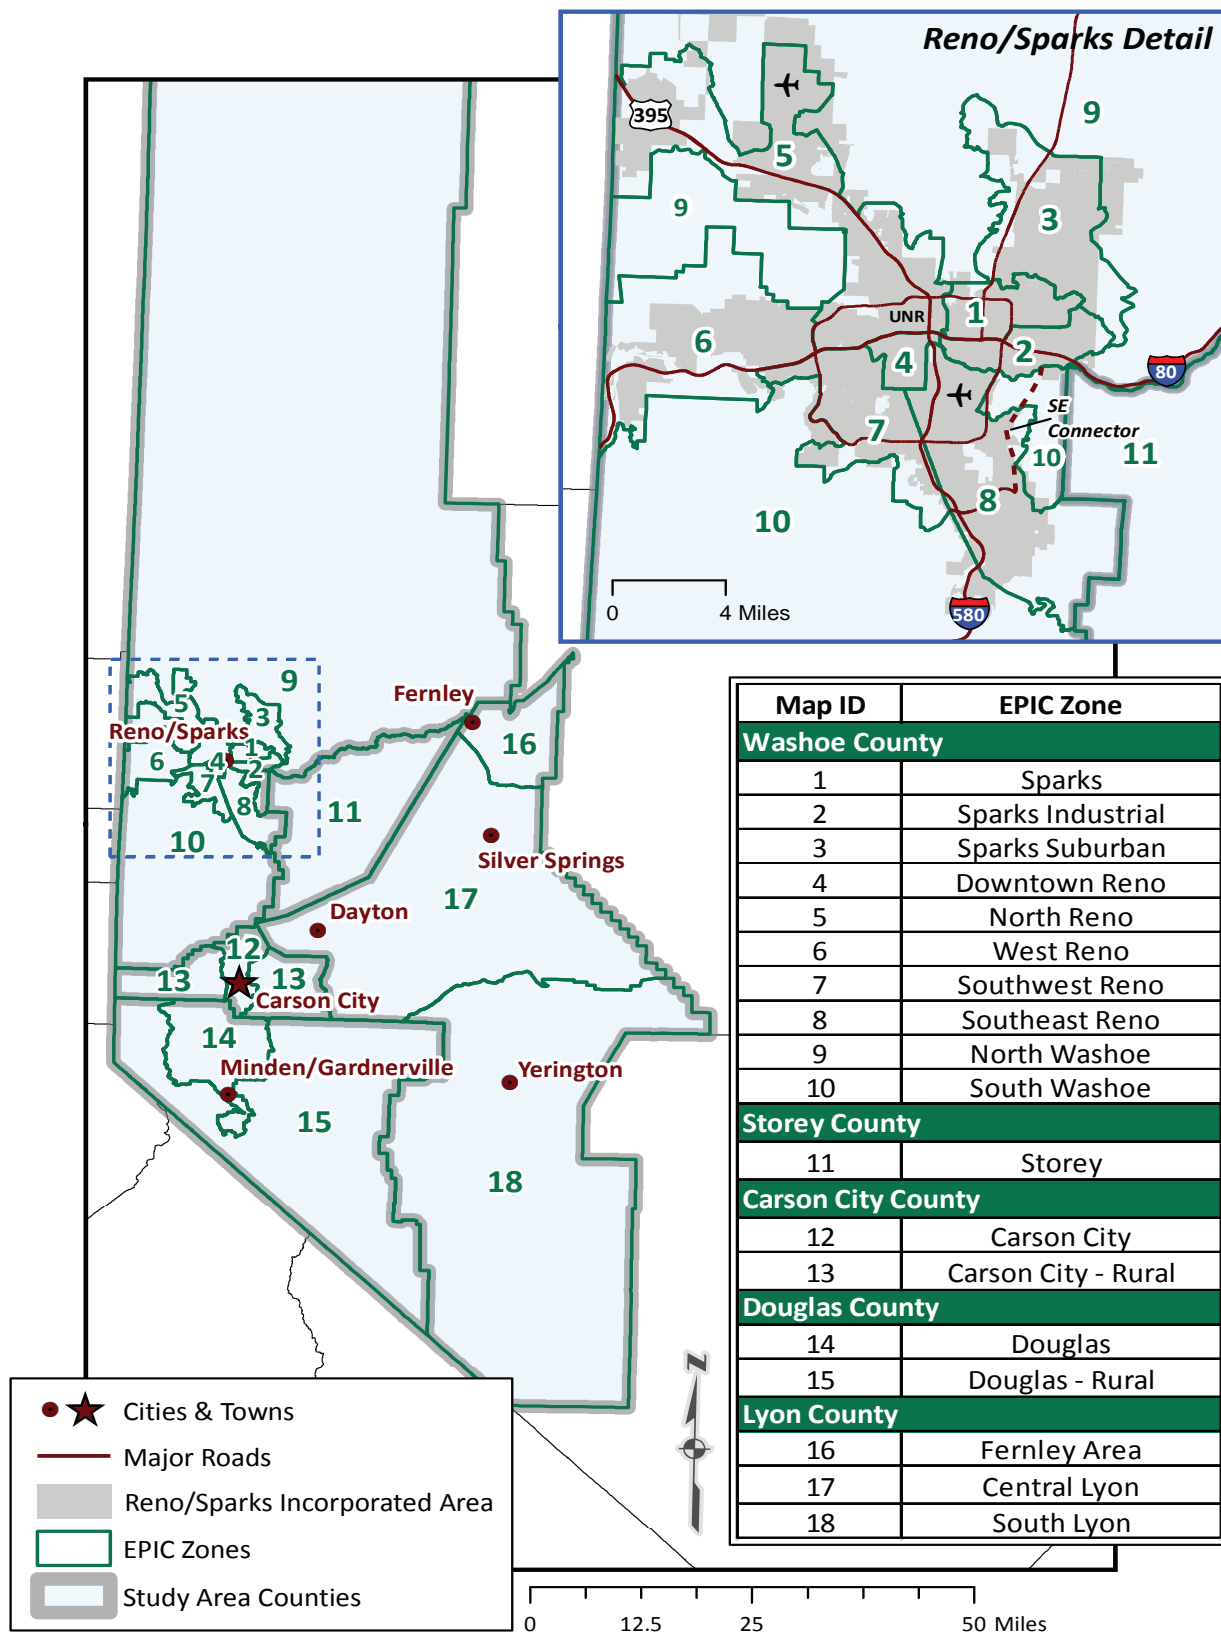 Reno/Sparks Detail
395
9
5
9
3
UNR
1
6
4
2
80
SE
Connector
7
10
11
8
10
0 4 Miles
580
9
5
3
Reno/Sparks
1
6
4
2
7
8
10
Fernley
16
11
Silver Springs
17
Dayton
12
13
13
Carson City
14
Minden/Gardnerville
Yerington
15
18
Map ID EPIC Zone
Washoe County
1 Sparks
2 Sparks Industrial
3 Sparks Suburban
4 Downtown Reno
5 North Reno
6 West Reno
7 Southwest Reno
8 Southeast Reno
9 North Washoe
10 South Washoe
Storey County
11 Storey
Carson City County
12 Carson City
13 Carson City - Rural
Douglas County
14 Douglas
15 Douglas - Rural
Lyon County
16 Fernley Area
17 Central Lyon
18 South Lyon
N
Cities & Towns
Major Roads
Reno/Sparks Incorporated Area
EPIC Zones
Study Area Counties
0 12.5 25 50 Miles